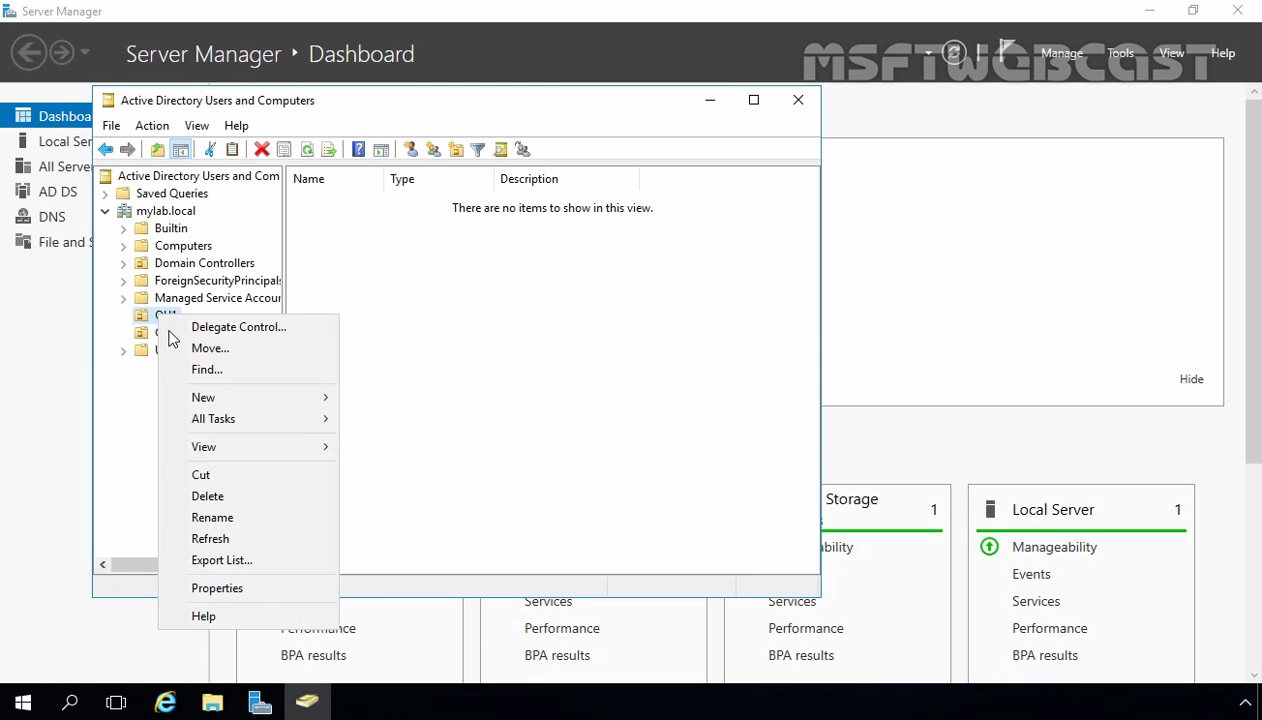 Server Manager
Server Manager ‣ Dashboard
Manage Tools View Help
MSFTWEBCAST
Dashboa
Local Ser
All Serve
AD DS
DNS
File and S
Active Directory Users and Computers
File Action View Help
Active Directory Users and Com
Saved Queries
mylab.local
Builtin
Computers
Domain Controllers
ForeignSecurityPrincipals
Managed Service Accour
OU1
Name Type Description
There are no items to show in this view.
Delegate Control...
Move...
Find...
New
All Tasks
View
Cut
Delete
Rename
Refresh
Export List...
Properties
Help
Hide
Performance
BPA results
Services
Performance
BPA results
Storage 1
ability
Services
Performance
BPA results
Local Server 1
Manageability
Events
Services
Performance
BPA results